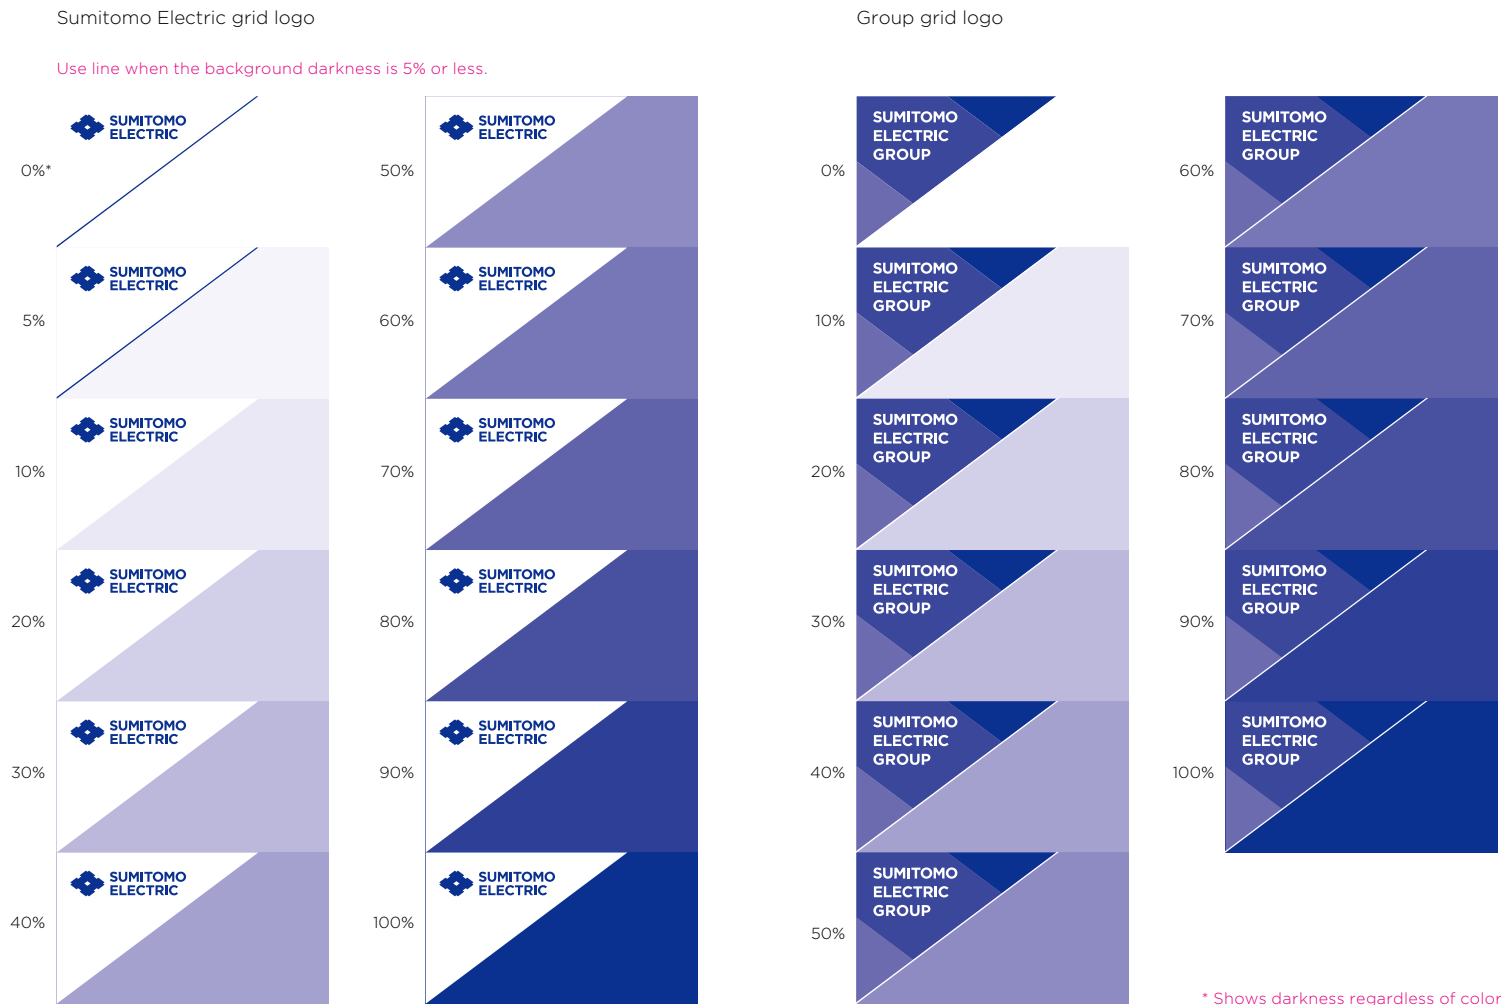 Sumitomo Electric grid logo
Use line when the background darkness is 5% or less.
0%*
SUMITOMO
ELECTRIC
5%
SUMITOMO
ELECTRIC
10%
SUMITOMO
ELECTRIC
20%
SUMITOMO
ELECTRIC
30%
SUMITOMO
ELECTRIC
40%
SUMITOMO
ELECTRIC
50%
SUMITOMO
ELECTRIC
60%
SUMITOMO
ELECTRIC
70%
SUMITOMO
ELECTRIC
80%
SUMITOMO
ELECTRIC
90%
SUMITOMO
ELECTRIC
100%
SUMITOMO
ELECTRIC
Group grid logo
0%
SUMITOMO
ELECTRIC
GROUP
10%
SUMITOMO
ELECTRIC
GROUP
20%
SUMITOMO
ELECTRIC
GROUP
30%
SUMITOMO
ELECTRIC
GROUP
40%
SUMITOMO
ELECTRIC
GROUP
50%
SUMITOMO
ELECTRIC
GROUP
60%
SUMITOMO
ELECTRIC
GROUP
70%
SUMITOMO
ELECTRIC
GROUP
80%
SUMITOMO
ELECTRIC
GROUP
90%
SUMITOMO
ELECTRIC
GROUP
100%
SUMITOMO
ELECTRIC
GROUP
* Shows darkness regardless of color